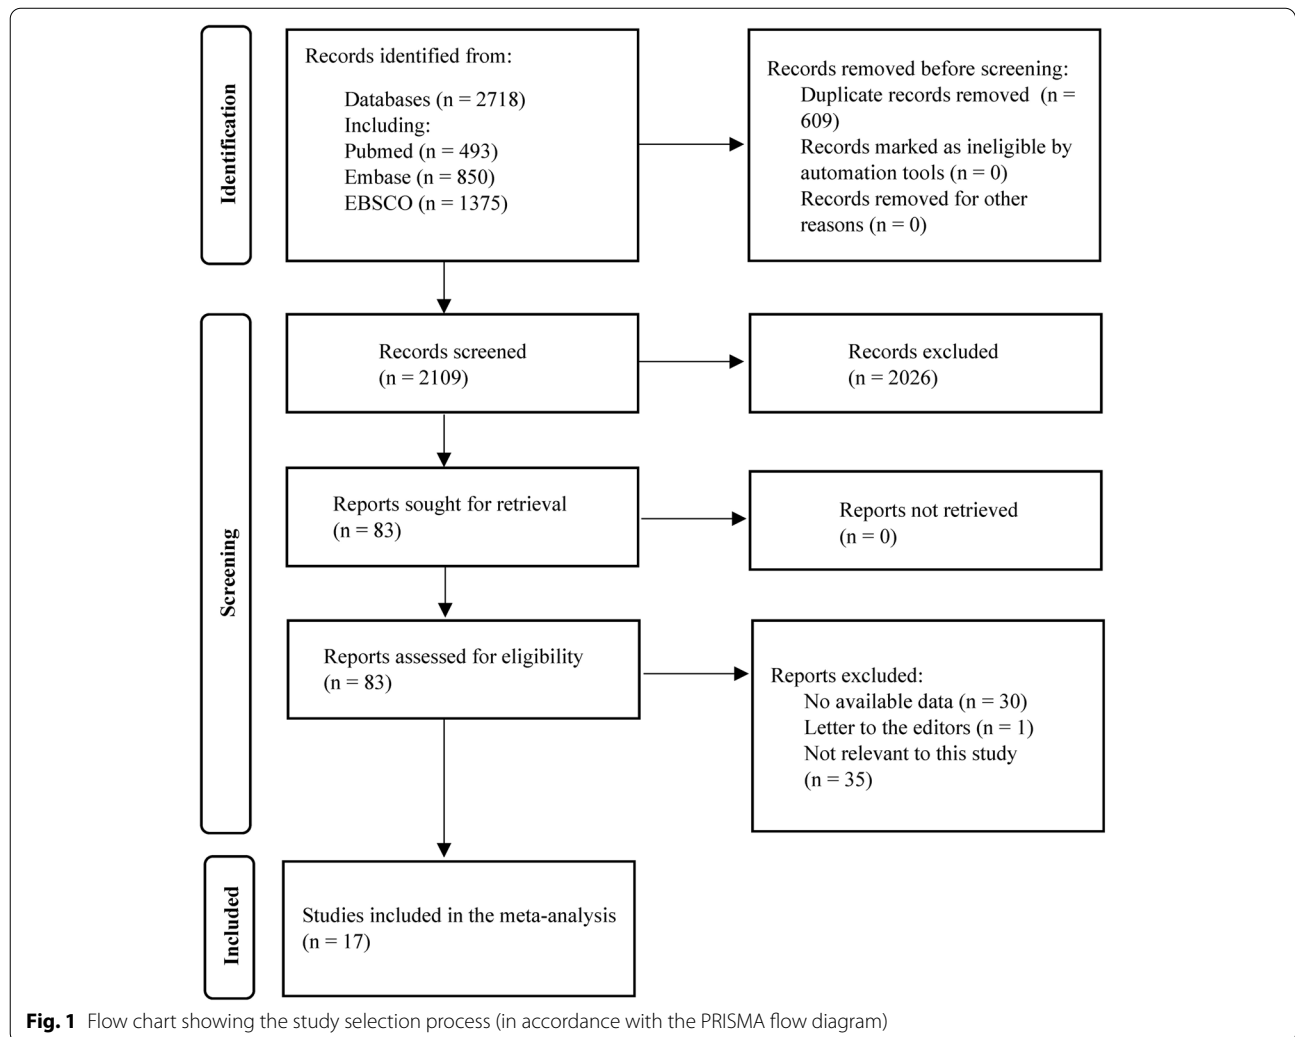 Identification
Records identified from:
Databases (n = 2718)
Including:
Pubmed (n = 493)
Embase (n = 850)
EBSCO (n = 1375)
Records removed before screening:
Duplicate records removed (n =
609)
Records marked as ineligible by
automation tools (n = 0)
Records removed for other
reasons (n = 0)
Screening
Records screened
(n = 2109)
Records excluded
(n = 2026)
Reports sought for retrieval
(n = 83)
Reports not retrieved
(n = 0)
Reports assessed for eligibility
(n = 83)
Reports excluded:
No available data (n = 30)
Letter to the editors (n = 1)
Not relevant to this study
(n = 35)
Included
Studies included in the meta-analysis
(n = 17)
Fig. 1 Flow chart showing the study selection process (in accordance with the PRISMA flow diagram)